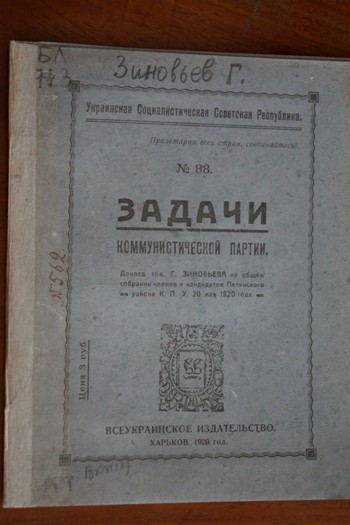 БЛ
753
Зиновьев Г.
Украинская Социалистическая Советская Республика.
Пролетарии всех стран, соединяйтесь!
№ 88.
ЗАДАЧИ
КОММУНИСТИЧЕСКОЙ ПАРТИИ.
Доклад тов. Г. ЗИНОВЬЕВА на общем
собрании членов и кандидатов Петинского
района К. П. У. 20 мая 1920 года
№562
Цена 3 руб.
ВСЕУКРАИНСКОЕ ИЗДАТЕЛЬСТВО.
ХАРЬКОВ, 1920 год.